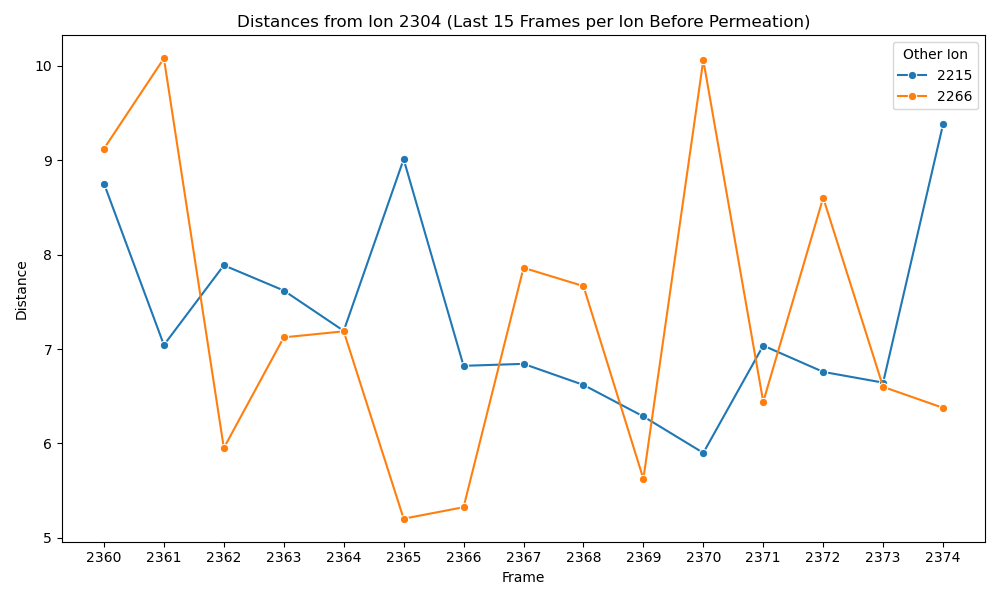 Distances from Ion 2304 (Last 15 Frames per Ion Before Permeation)
Other Ion
2215
2266
Distance
10
9
8
7
6
5
2360 2361 2362 2363 2364 2365 2366 2367 2368 2369 2370 2371 2372 2373 2374
Frame